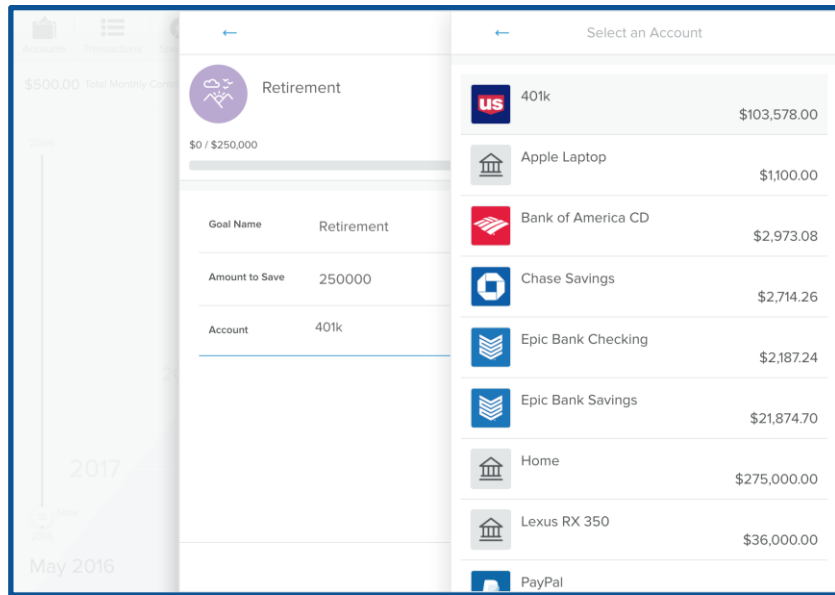 Accounts
Transactions
$500.00 Total Monthly
2017
May 2016
Retirement
$0 / $250,000
Goal Name Retirement
Amount to Save 250000
Account 401k
Select an Account
us
401k
$103,578.00
Apple Laptop
$1,100.00
Bank of America CD
$2,973.08
Chase Savings
$2,714.26
Epic Bank Checking
$2,187.24
Epic Bank Savings
$21,874.70
Home
$275,000.00
Lexus RX 350
$36,000.00
PayPal